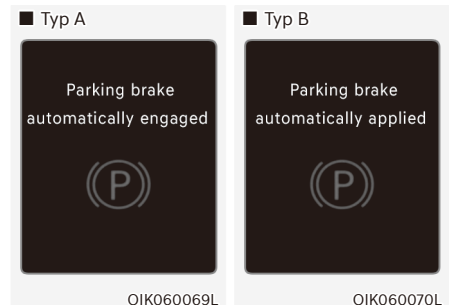 ■ Typ A
Parking brake
automatically engaged
P
OIK060069L
■ Typ B
Parking brake
automatically applied
P
OIK060070L